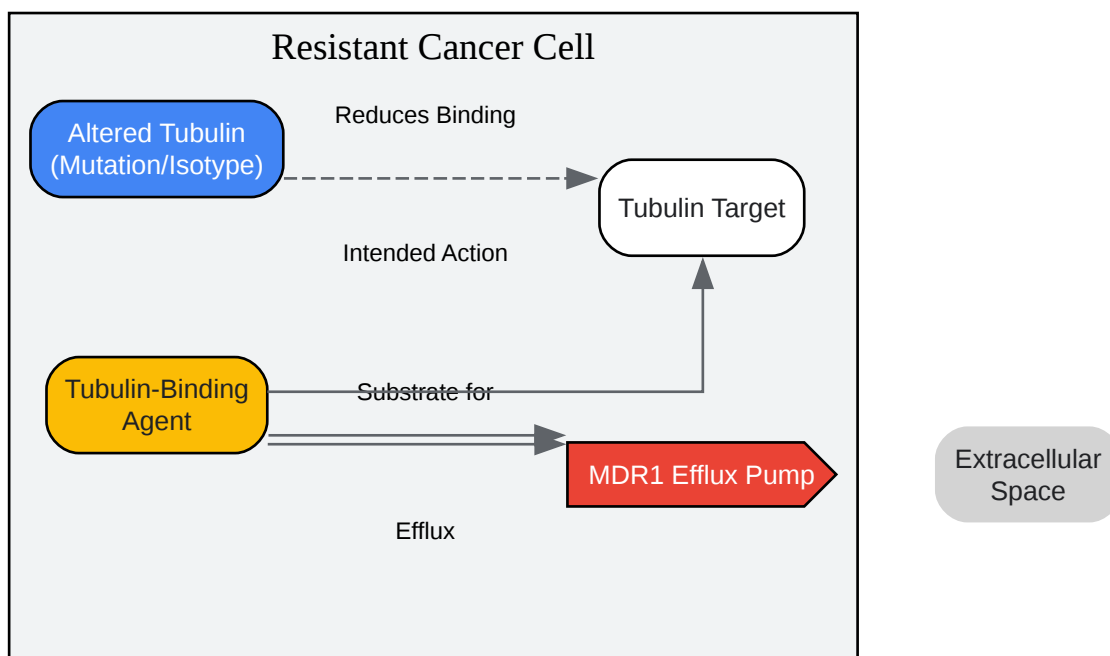 Resistant Cancer Cell
Reduces Binding
Altered Tubulin
(Mutation/Isotype)
Tubulin Target
Intended Action
Tubulin-Binding
Agent
Substrate for
MDR1 Efflux Pump
Extracellular
Space
Efflux